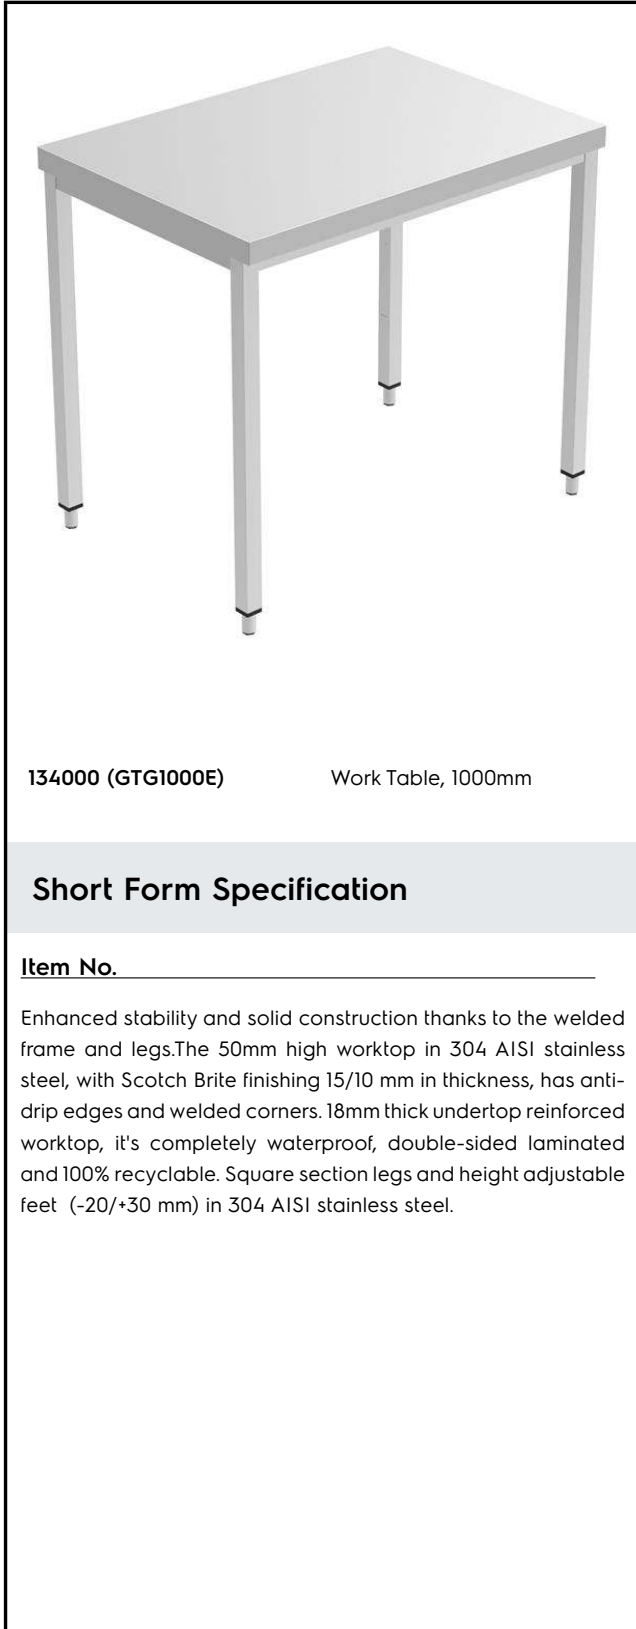 134000 (GTG1000E) Work Table, 1000mm
Short Form Specification
Item No.
Enhanced stability and solid construction thanks to the welded
frame and legs.The 50mm high worktop in 304 AISI stainless
steel, with Scotch Brite finishing 15/10 mm in thickness, has anti-
drip edges and welded corners. 18mm thick undertop reinforced
worktop, it's completely waterproof, double-sided laminated
and 100% recyclable. Square section legs and height adjustable
feet (-20/+30 mm) in 304 AISI stainless steel.